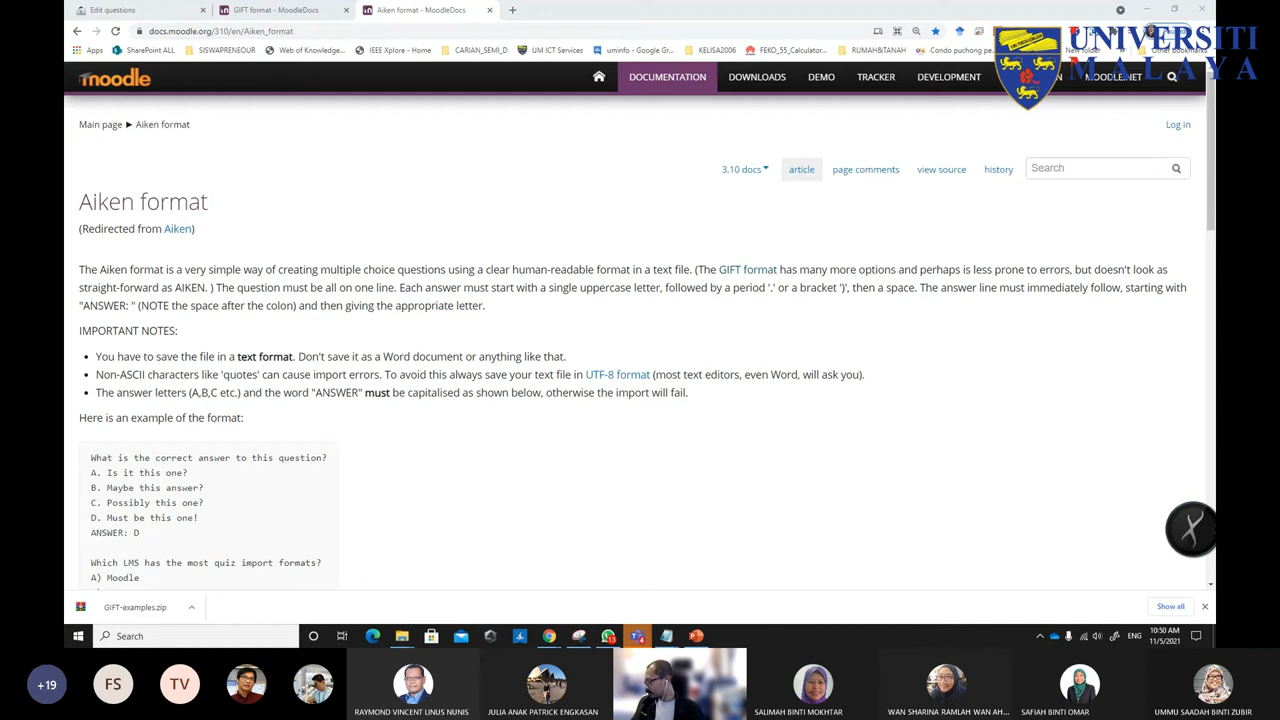 Edit questions
GIFT format - MoodleDocs
Aiken format - MoodleDocs
docs.moodle.org/310/en/Aiken_format
Apps
SharePoint ALL
SISWAPRENEOUR
Web of Knowledge...
IEEE Xplore - Home
CARIAN_SEMI_D
UM ICT Services
uminfo - Google Gr...
KELISA2006
FEKO_55_Calculator...
RUMAH&TANAH
Condo puchong pe...
New folder
Other bookmarks
UNIVERSITI
MALAYA
moodle
DOCUMENTATION
DOWNLOADS
DEMO
TRACKER
DEVELOPMENT
MOODLE.NET
Main page ► Aiken format
Log in
3.10 docs
article
page comments
view source
history
Search
Aiken format
(Redirected from Aiken)
The Aiken format is a very simple way of creating multiple choice questions using a clear human-readable format in a text file. (The GIFT format has many more options and perhaps is less prone to errors, but doesn't look as
straight-forward as AIKEN. ) The question must be all on one line. Each answer must start with a single uppercase letter, followed by a period '.' or a bracket ')', then a space. The answer line must immediately follow, starting with
"ANSWER: " (NOTE the space after the colon) and then giving the appropriate letter.
IMPORTANT NOTES:
You have to save the file in a text format. Don't save it as a Word document or anything like that.
Non-ASCII characters like 'quotes' can cause import errors. To avoid this always save your text file in UTF-8 format (most text editors, even Word, will ask you).
The answer letters (A,B,C etc.) and the word "ANSWER" must be capitalised as shown below, otherwise the import will fail.
Here is an example of the format:
What is the correct answer to this question?
A. Is it this one?
B. Maybe this answer?
C. Possibly this one?
D. Must be this one!
ANSWER: D
Which LMS has the most quiz import formats?
A) Moodle
GIFT-examples.zip
Show all
Search
ENG
10:50 AM
11/5/2021
+19
FS
TV
RAYMOND VINCENT LINUS NUNIS
JULIA ANAK PATRICK ENGKASAN
SALIMAH BINTI MOKHTAR
WAN SHARINA RAMLAH WAN AH...
SAFIAH BINTI OMAR
UMMU SAADAH BINTI ZUBIR